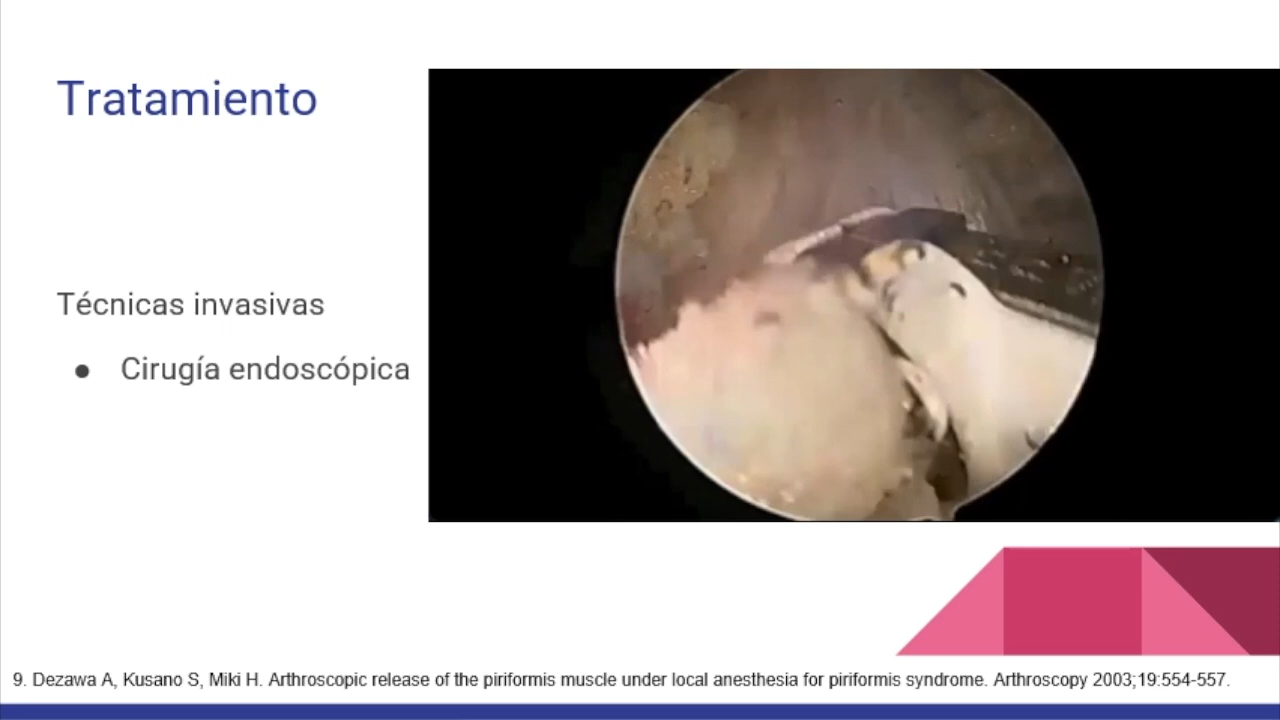 Tratamiento
Técnicas invasivas
● Cirugía endoscópica
9. Dezawa A, Kusano S, Miki H. Arthroscopic release of the piriformis muscle under local anesthesia for piriformis syndrome. Arthroscopy 2003;19:554-557.